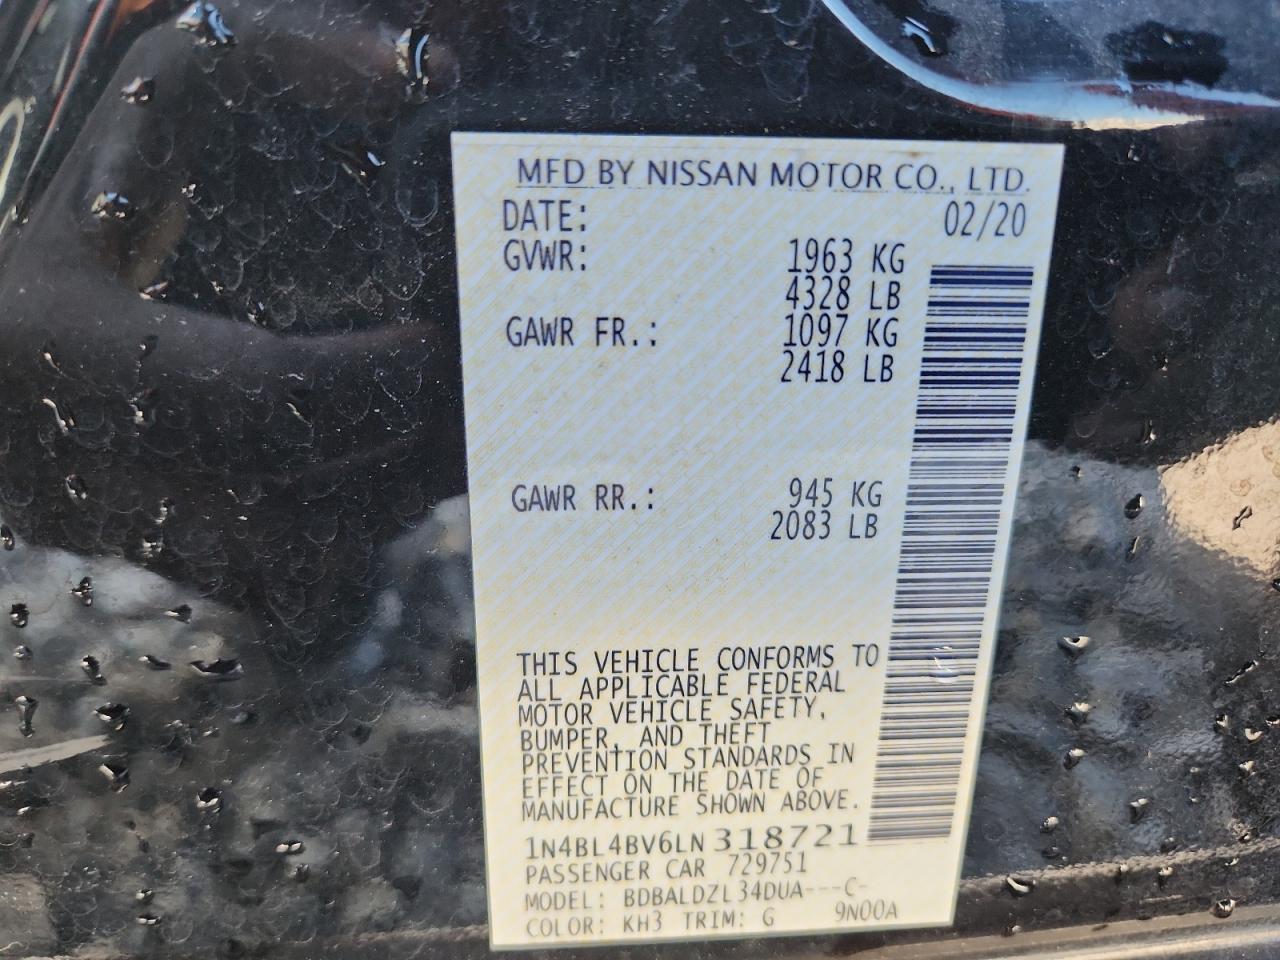 MFD BY NISSAN MOTOR CO., LTD.
DATE: 02/20
GVWR: 1963 KG
4328 LB
GAWR FR.: 1097 KG
2418 LB
GAWR RR.: 945 KG
2083 LB
THIS VEHICLE CONFORMS TO
ALL APPLICABLE FEDERAL
MOTOR VEHICLE SAFETY,
BUMPER, AND THEFT
PREVENTION STANDARDS IN
EFFECT ON THE DATE OF
MANUFACTURE SHOWN ABOVE.
1N4BL4BV6LN318721
PASSENGER CAR 729751
MODEL: BDBALDZL34DUA---C-
COLOR: KH3 TRIM: G 9N00A